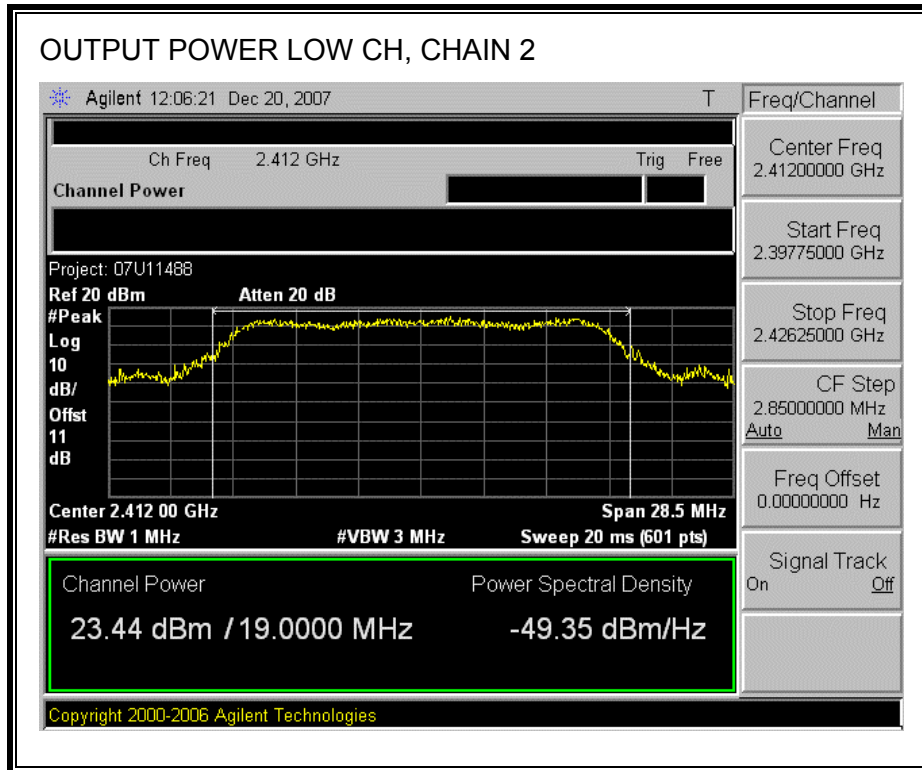 OUTPUT POWER LOW CH, CHAIN 2
Agilent 12:06:21 Dec 20, 2007 T
Freq/Channel
Ch Freq 2.412 GHz Trig Free
Channel Power
Center Freq
2.41200000 GHz
Start Freq
2.39775000 GHz
Stop Freq
2.42625000 GHz
CF Step
2.85000000 MHz
Auto Man
Freq Offset
0.00000000 Hz
Signal Track
On Off
Project: 07U11488
Ref 20 dBm Atten 20 dB
#Peak
Log
10
dB/
Offst
11
dB
Center 2.412 00 GHz Span 28.5 MHz
#Res BW 1 MHz #VBW 3 MHz Sweep 20 ms (601 pts)
Channel Power Power Spectral Density
23.44 dBm / 19.0000 MHz -49.35 dBm/Hz
Copyright 2000-2006 Agilent Technologies